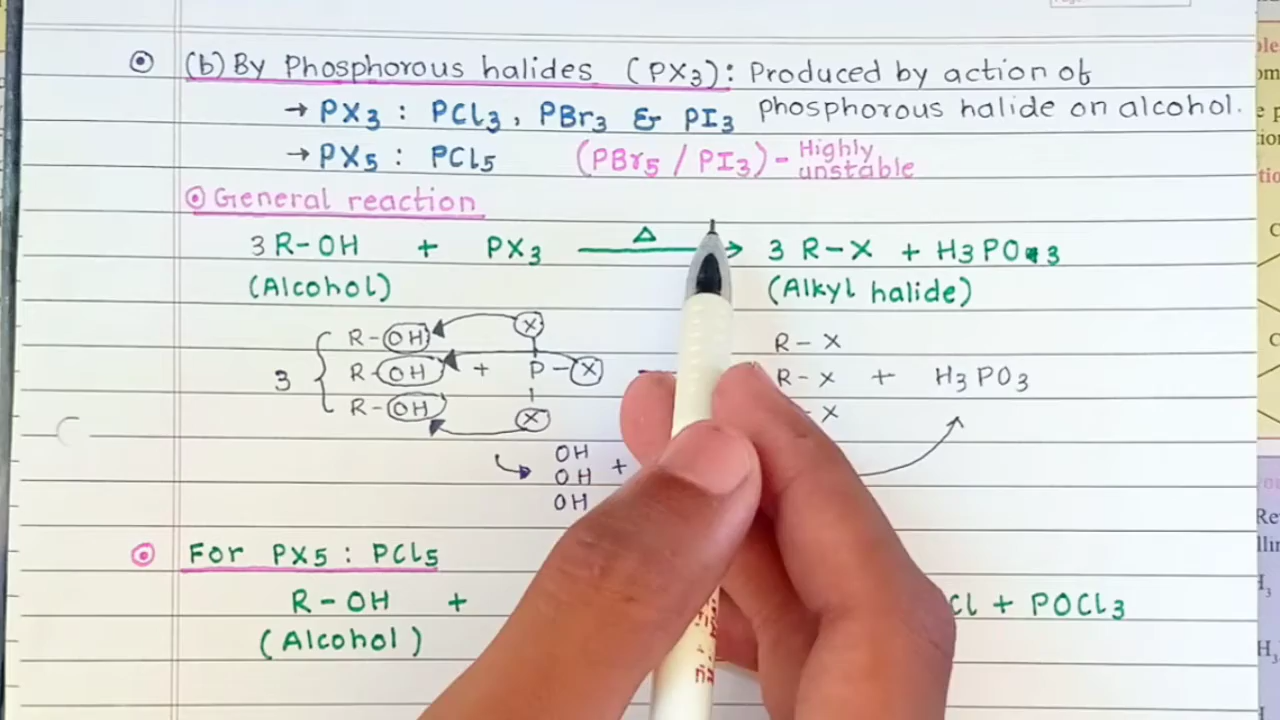 (b) By Phosphorous halides (PX3): Produced by action of
→ PX3 : PCl3, PBr3 & PI3 phosphorous halide on alcohol.
→ PX5 : PCl5 (PBr5 / PI3) - Highly unstable
General reaction
3 R-OH + PX3 Δ → 3 R-X + H3PO3
(Alcohol) (Alkyl halide)
R-OH X R-X
3 R-OH + P-X R-X + H3PO3
R-OH X -X
OH
OH +
OH
For PX5 : PCl5
R-OH + Cl + POCl3
(Alcohol)